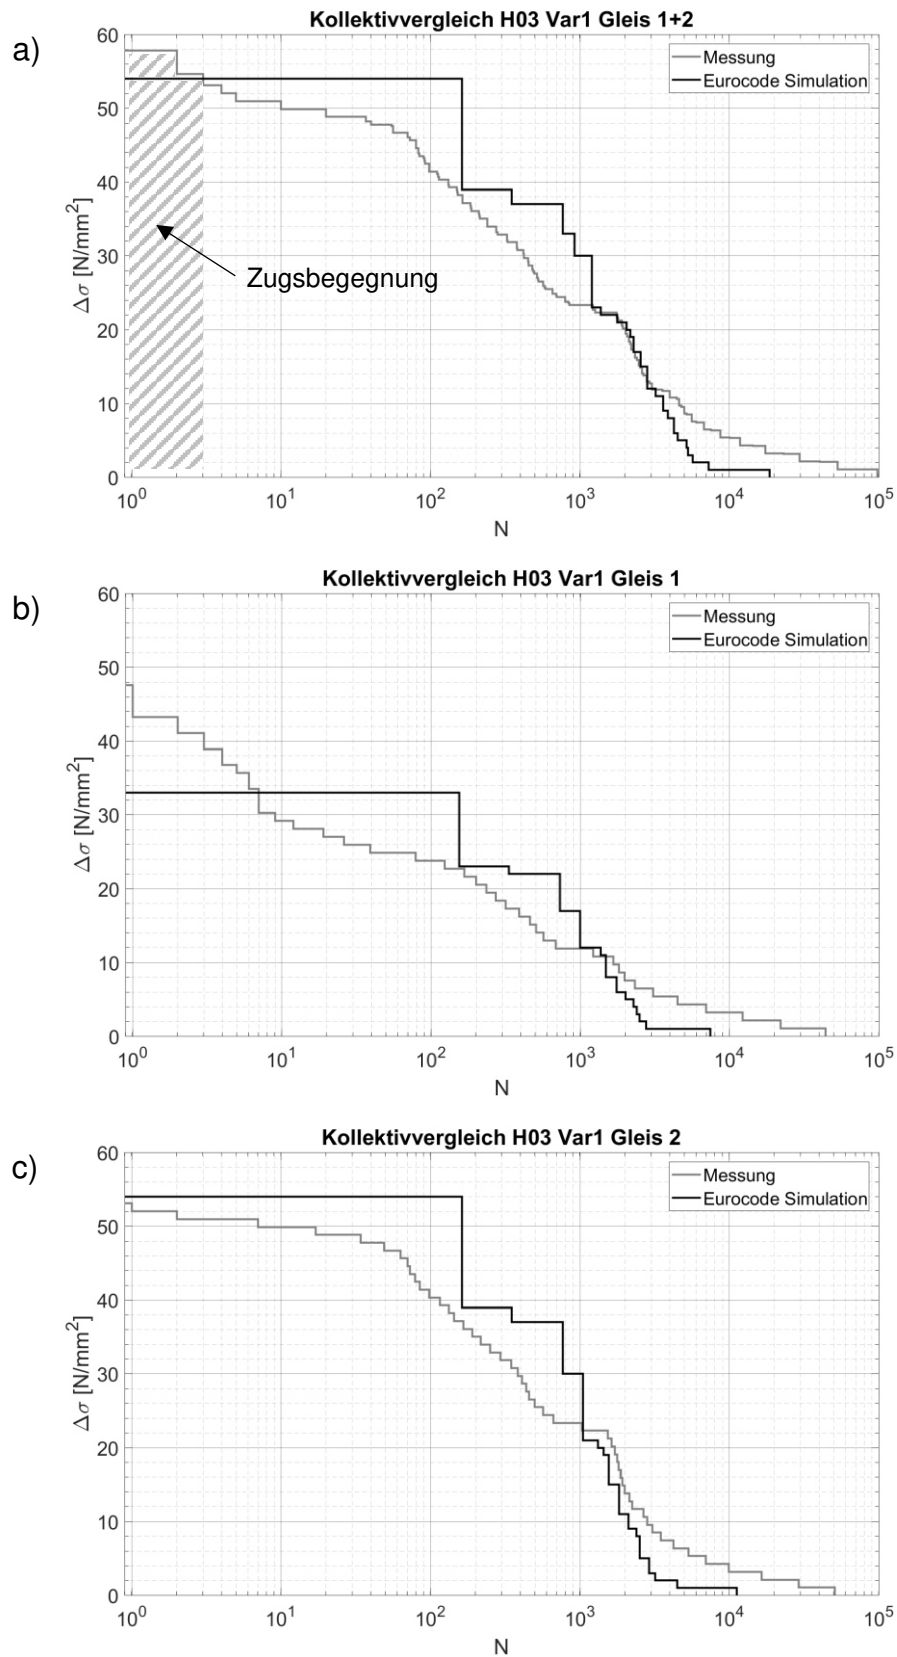 a)
Kollektivvergleich H03 Var1 Gleis 1+2
Messung
Eurocode Simulation
Zugsbegegnung
Δσ [N/mm²]
60
50
40
30
20
10
0
10⁰ 10¹ 10² 10³ 10⁴ 10⁵
N
b)
Kollektivvergleich H03 Var1 Gleis 1
Messung
Eurocode Simulation
Δσ [N/mm²]
60
50
40
30
20
10
0
10⁰ 10¹ 10² 10³ 10⁴ 10⁵
N
c)
Kollektivvergleich H03 Var1 Gleis 2
Messung
Eurocode Simulation
Δσ [N/mm²]
60
50
40
30
20
10
0
10⁰ 10¹ 10² 10³ 10⁴ 10⁵
N